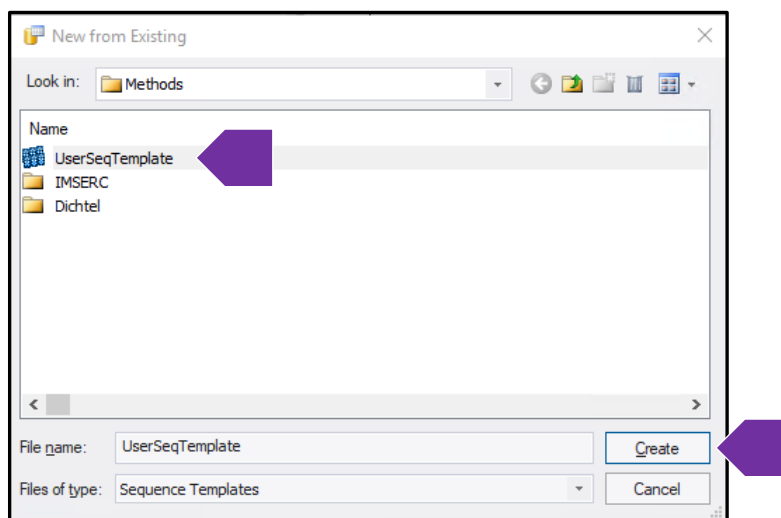 New from Existing
Look in: Methods
Name
UserSeqTemplate
IMSERC
Dichtel
File name: UserSeqTemplate Create
Files of type: Sequence Templates Cancel